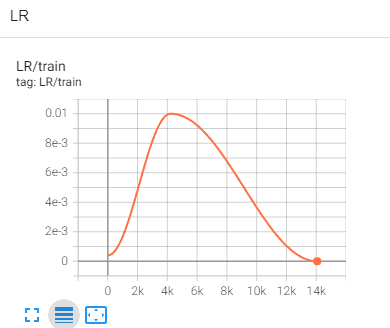 LR
LR/train
tag: LR/train
0.01
8e-3
6e-3
4e-3
2e-3
0
0 2k 4k 6k 8k 10k 12k 14k